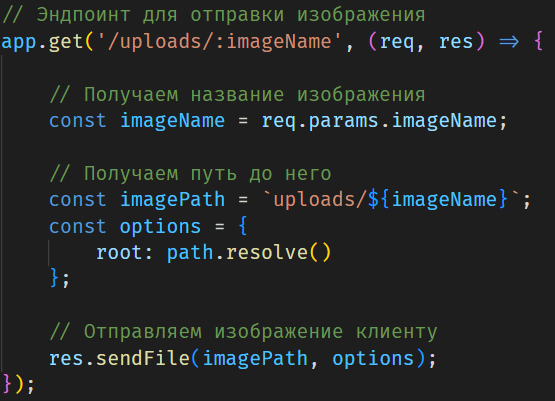 // Эндпоинт для отправки изображения
app.get('/uploads/:imageName', (req, res) => {
// Получаем название изображения
const imageName = req.params.imageName;
// Получаем путь до него
const imagePath = `uploads/${imageName}`;
const options = {
root: path.resolve()
};
// Отправляем изображение клиенту
res.sendFile(imagePath, options);
});